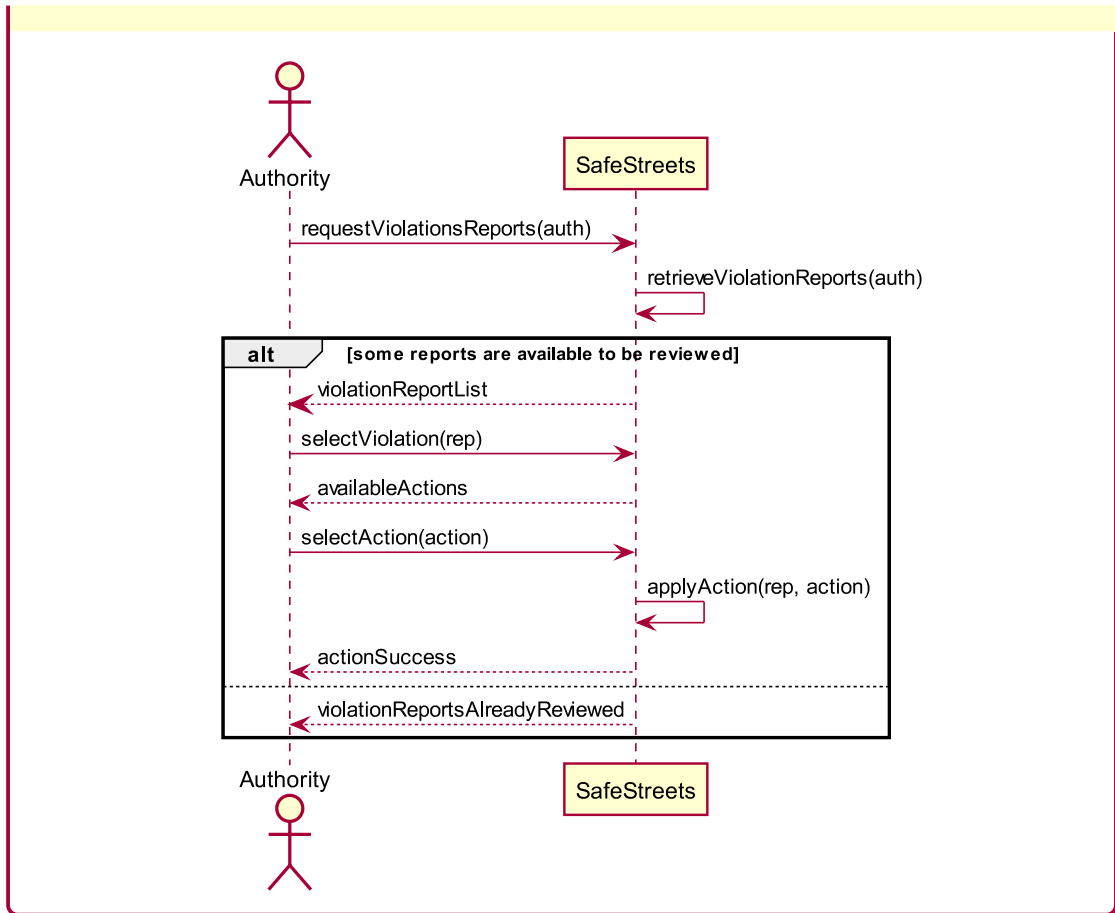 Authority
SafeStreets
requestViolationsReports(auth)
retrieveViolationReports(auth)
alt
[some reports are available to be reviewed]
violationReportList
selectViolation(rep)
availableActions
selectAction(action)
applyAction(rep, action)
actionSuccess
violationReportsAlreadyReviewed
Authority
SafeStreets